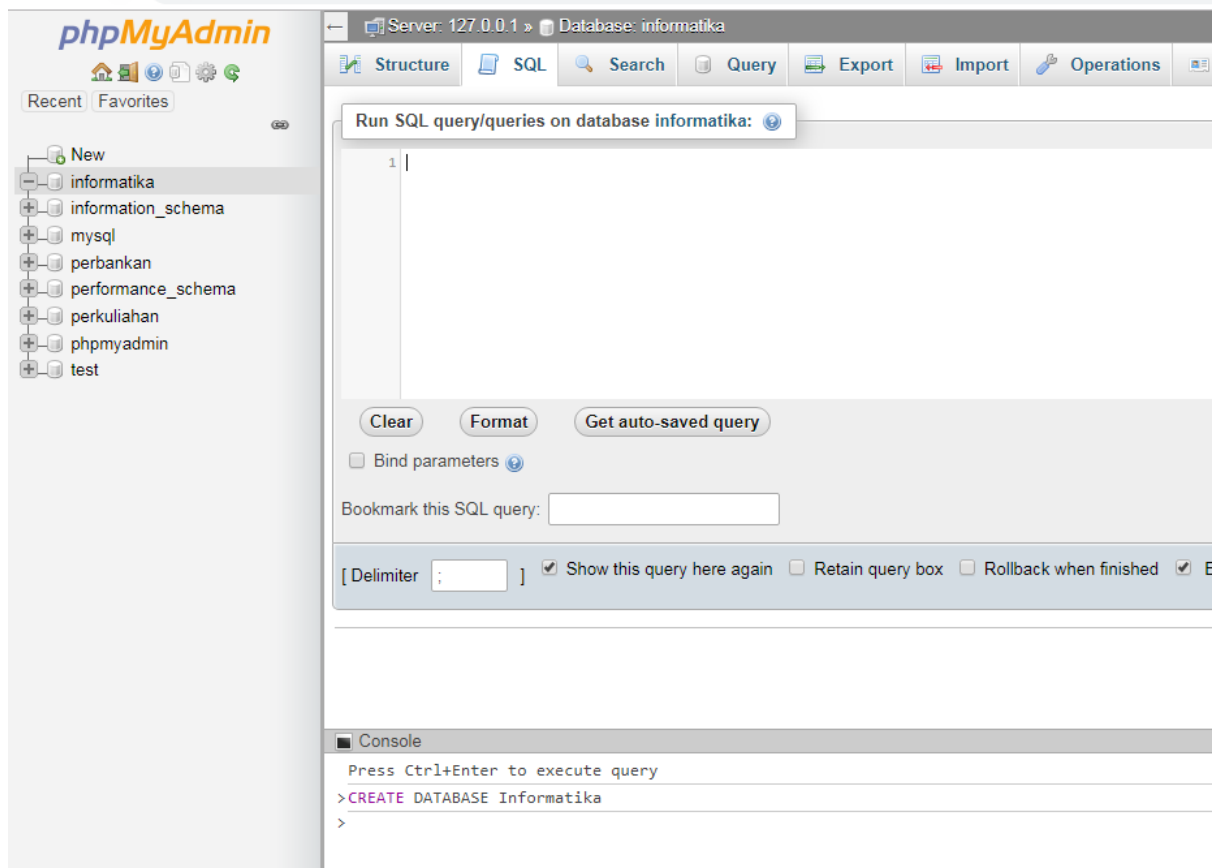 phpMyAdmin
Recent Favorites
New
informatika
information_schema
mysql
perbankan
performance_schema
perkuliahan
phpmyadmin
test
← Server: 127.0.0.1 » Database: informatika
Structure SQL Search Query Export Import Operations
Run SQL query/queries on database informatika:
1
Clear Format Get auto-saved query
Bind parameters
Bookmark this SQL query:
[ Delimiter ; ] Show this query here again Retain query box Rollback when finished
Console
Press Ctrl+Enter to execute query
>CREATE DATABASE Informatika
>